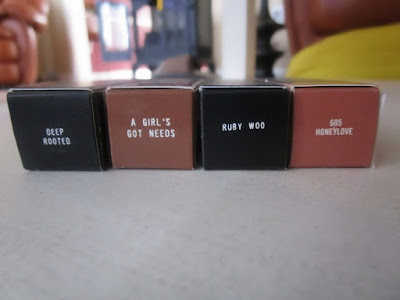 DEEP
ROOTED
A GIRL'S
GOT NEEDS
RUBY WOO
605
HONEYLOVE